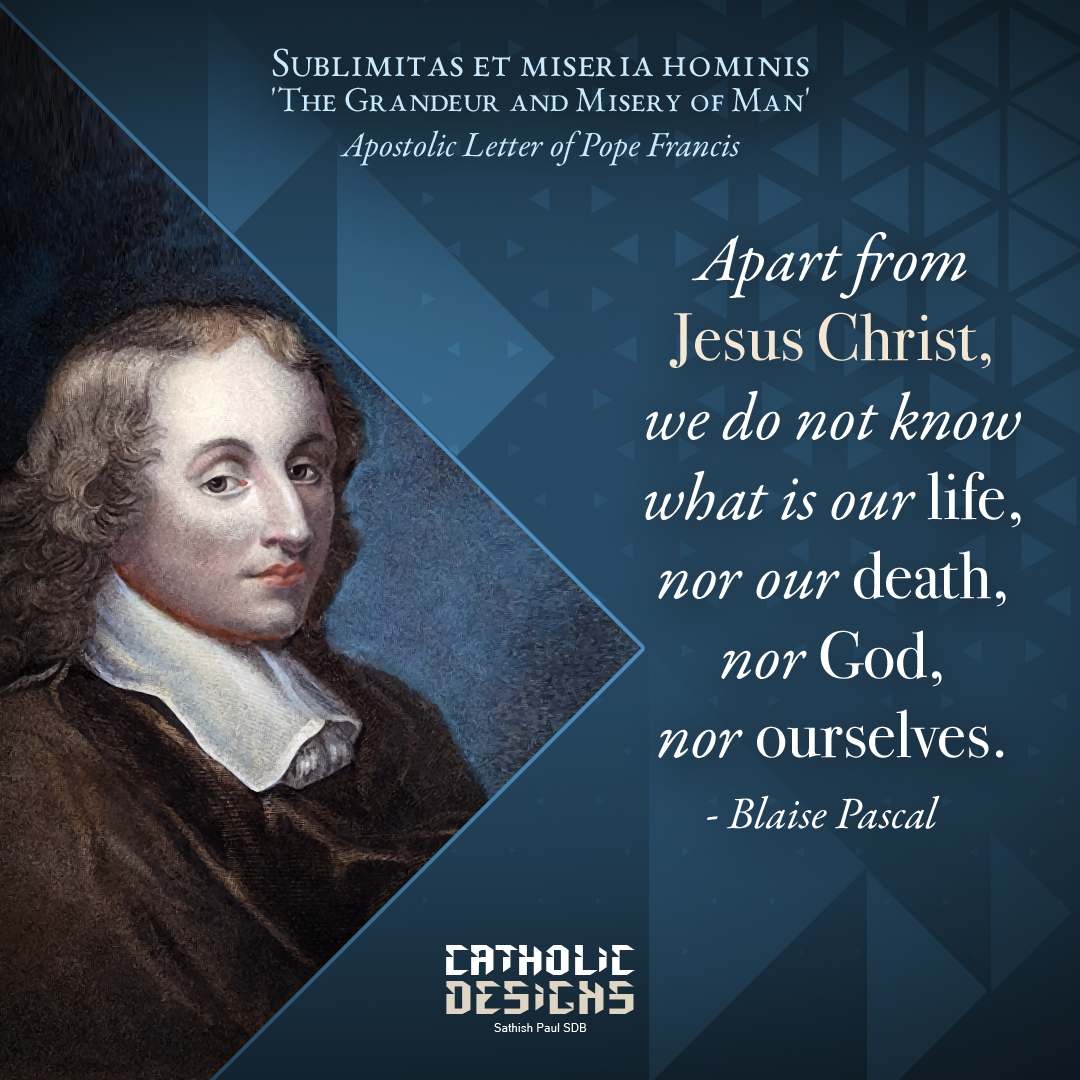 SUBLIMITAS ET MISERIA HOMINIS
'THE GRANDEUR AND MISERY OF MAN'
Apostolic Letter of Pope Francis
Apart from
Jesus Christ,
we do not know
what is our life,
nor our death,
nor God,
nor ourselves.
- Blaise Pascal
CATHOLIC
DESIGNS
Sathish Paul SDB